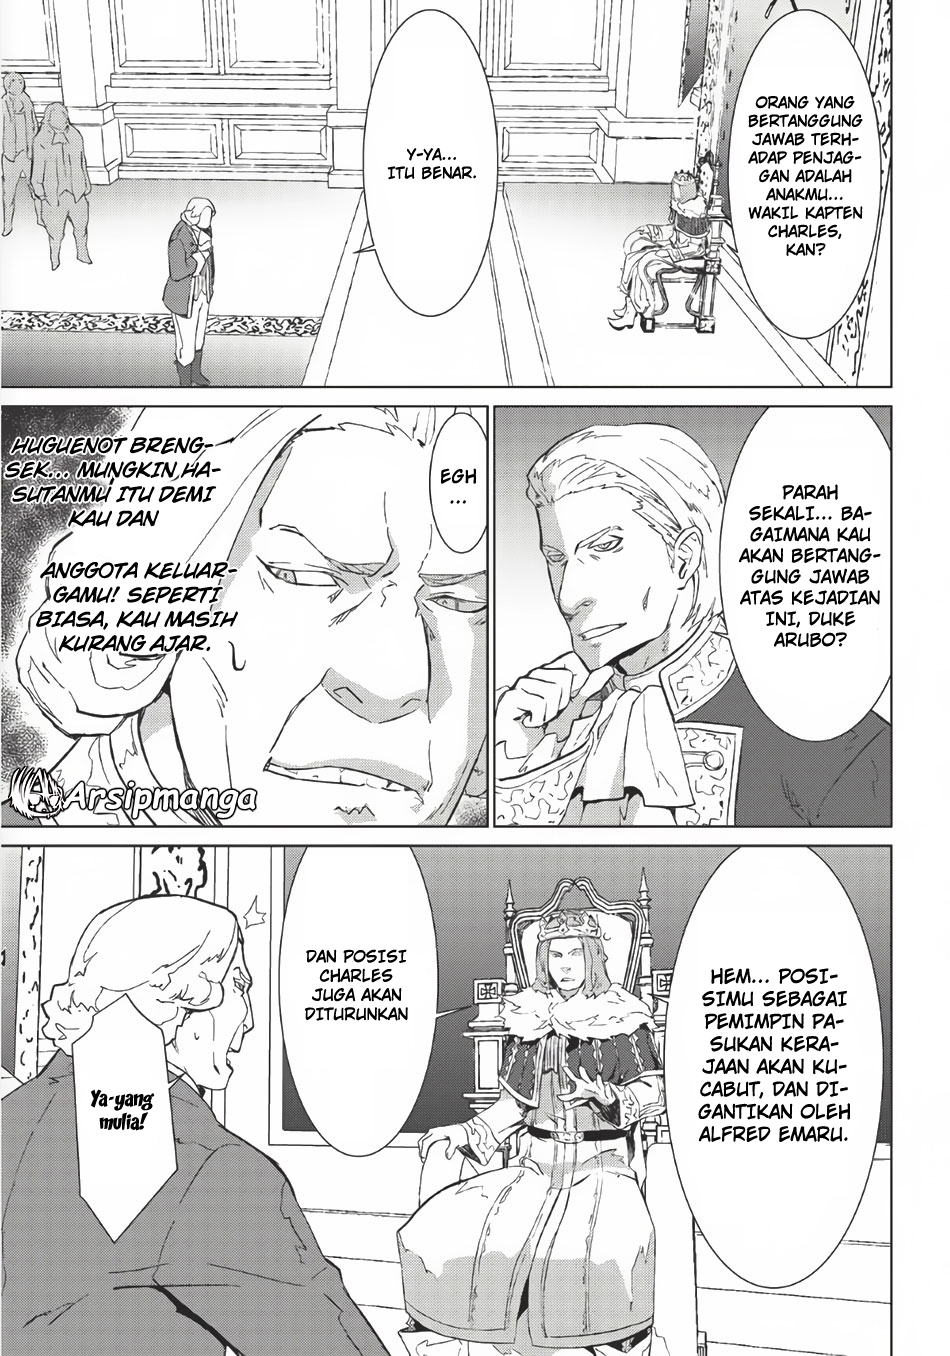 ORANG YANG
BERTANGGUNG
JAWAB TERH-
ADAP PENJAG-
GAN ADALAH
ANAKMU...
WAKIL KAPTEN
CHARLES,
KAN?
Y-YA...
ITU BENAR.
PARAH
SEKALI... BA-
GAIMANA KAU
AKAN BERTANG-
GUNG JAWAB
ATAS KEJADIAN
INI, DUKE
ARUBO?
EGH
...
HUGUENOT BRENG-
SEK... MUNGKIN HA-
SUTANMU ITU DEMI
KAU DAN
ANGGOTA KELUAR-
GAMU! SEPERTI
BIASA, KAU MASIH
KURANG AJAR.
Arsipmanga
HEM... POSI-
SIMU SEBAGAI
PEMIMPIN PA-
SUKAN KERA-
JAAN AKAN KU-
CABUT, DAN DI-
GANTIKAN OLEH
ALFRED EMARU.
DAN POSISI
CHARLES
JUGA AKAN
DITURUNKAN
Ya-yang
mulia!